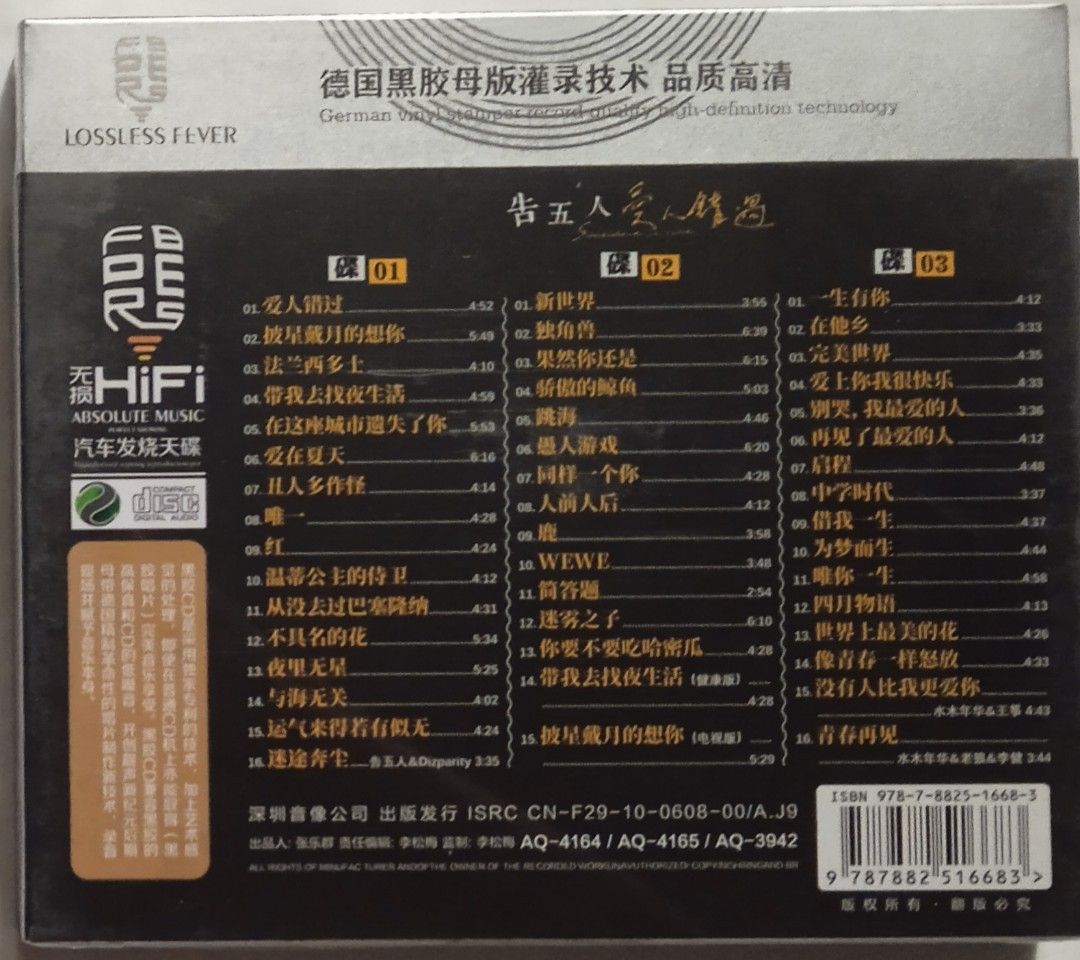 LOSSLESS FEVER
德国黑胶母版灌录技术 品质高清
German vinyl stamper record quality high-definition technology
告五人 爱人错过
FORBES
无损 HiFi
ABSOLUTE MUSIC
汽车发烧天碟
COMPACT
disc
DIGITAL AUDIO
碟 01
01. 爱人错过 4:52
02. 披星戴月的想你 5:49
03. 法兰西多士 4:10
04. 带我去找夜生活 4:59
05. 在这座城市遗失了你 5:53
06. 爱在夏天 6:16
07. 丑人多作怪 4:14
08. 唯一 4:28
09. 红 4:24
10. 温蒂公主的侍卫 4:12
11. 从没去过巴塞隆纳 4:31
12. 不具名的花 5:34
13. 夜里无星 5:25
14. 与海无关 4:02
15. 运气来得若有似无 4:24
16. 迷途奔尘 告五人&Dizparity 3:35
碟 02
01. 新世界 3:55
02. 独角兽 6:39
03. 果然你还是 6:15
04. 骄傲的鲸鱼 5:03
05. 跳海 4:46
06. 愚人游戏 6:20
07. 同样一个你 4:28
08. 人前人后 4:12
09. 鹿 3:58
10. WEWE 3:48
11. 简答题 2:54
12. 迷雾之子 6:10
13. 你要不要吃哈密瓜 4:28
14. 带我去找夜生活 (健康版)
4:28
15. 披星戴月的想你 (电视版)
5:29
碟 03
01. 一生有你 4:12
02. 在他乡 3:33
03. 完美世界 4:35
04. 爱上你我很快乐 4:33
05. 别哭, 我最爱的人 3:36
06. 再见了最爱的人 4:12
07. 启程 4:48
08. 中学时代 3:37
09. 借我一生 4:37
10. 为梦而生 4:44
11. 唯你一生 4:58
12. 四月物语 4:13
13. 世界上最美的花 4:26
14. 像青春一样怒放 4:33
15. 没有人比我更爱你
水木年华&王筝 4:43
16. 青春再见
水木年华&老狼&李健 3:44
深圳音像公司 出版发行 ISRC CN-F29-10-0608-00/A.J9
出品人: 张乐群 责任编辑: 李松梅 监制: 李松梅 AQ-4164 / AQ-4165 / AQ-3942
ISBN 978-7-8825-1668-3
9 787882 516683 >
版权所有·翻版必究